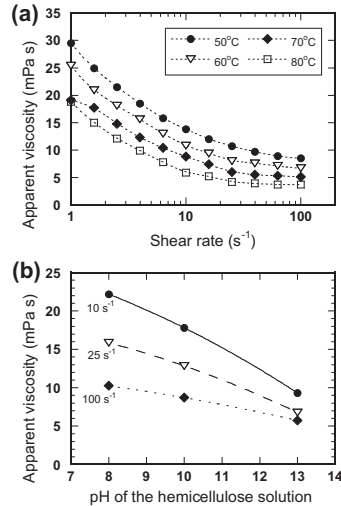 (a)
Apparent viscosity (mPa s)
35
30
25
20
15
10
5
0
50°C
60°C
70°C
80°C
1
10
100
Shear rate (s⁻¹)
(b)
Apparent viscosity (mPa s)
25
20
15
10
5
0
10 s⁻¹
25 s⁻¹
100 s⁻¹
7 8 9 10 11 12 13 14
pH of the hemicellulose solution